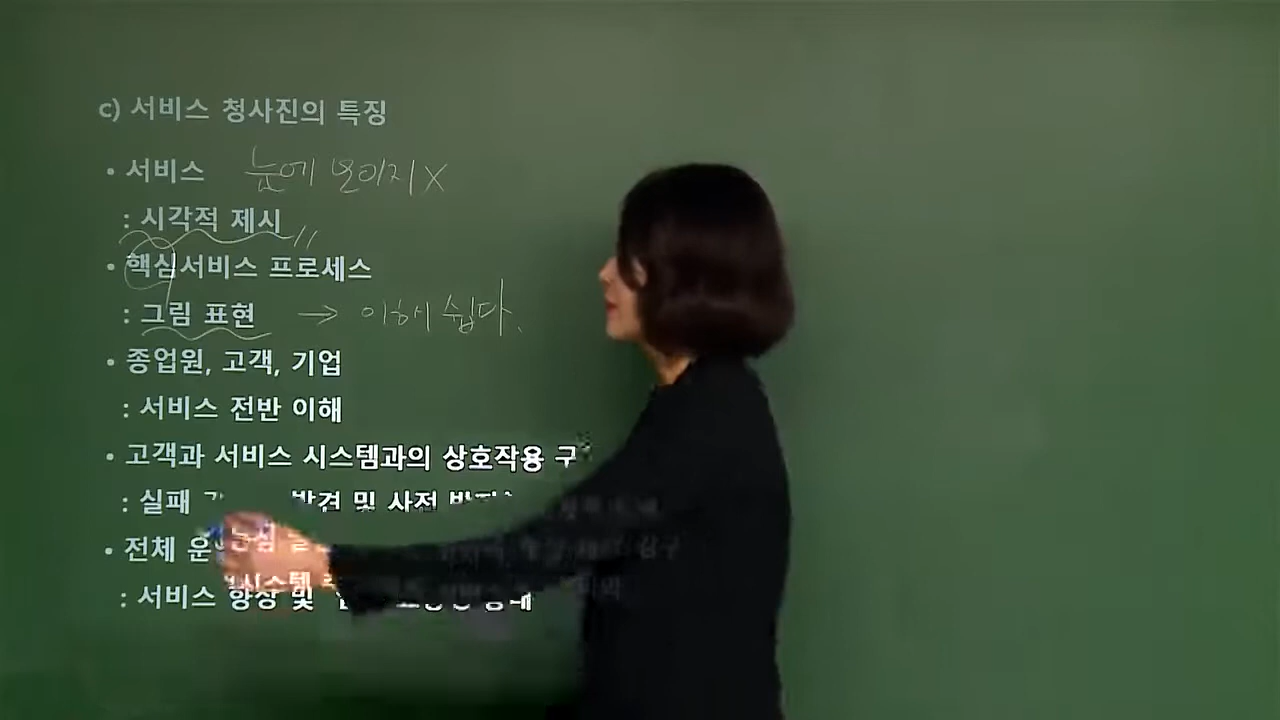 c) 서비스 청사진의 특징
• 서비스 눈에 보이지 X
: 시각적 제시
• 핵심서비스 프로세스
: 그림 표현 → 이해 쉽다.
• 종업원, 고객, 기업
: 서비스 전반 이해
• 고객과 서비스 시스템과의 상호작용 구
: 실패 발견 및 사전
• 전체
: 서비스 향상 및